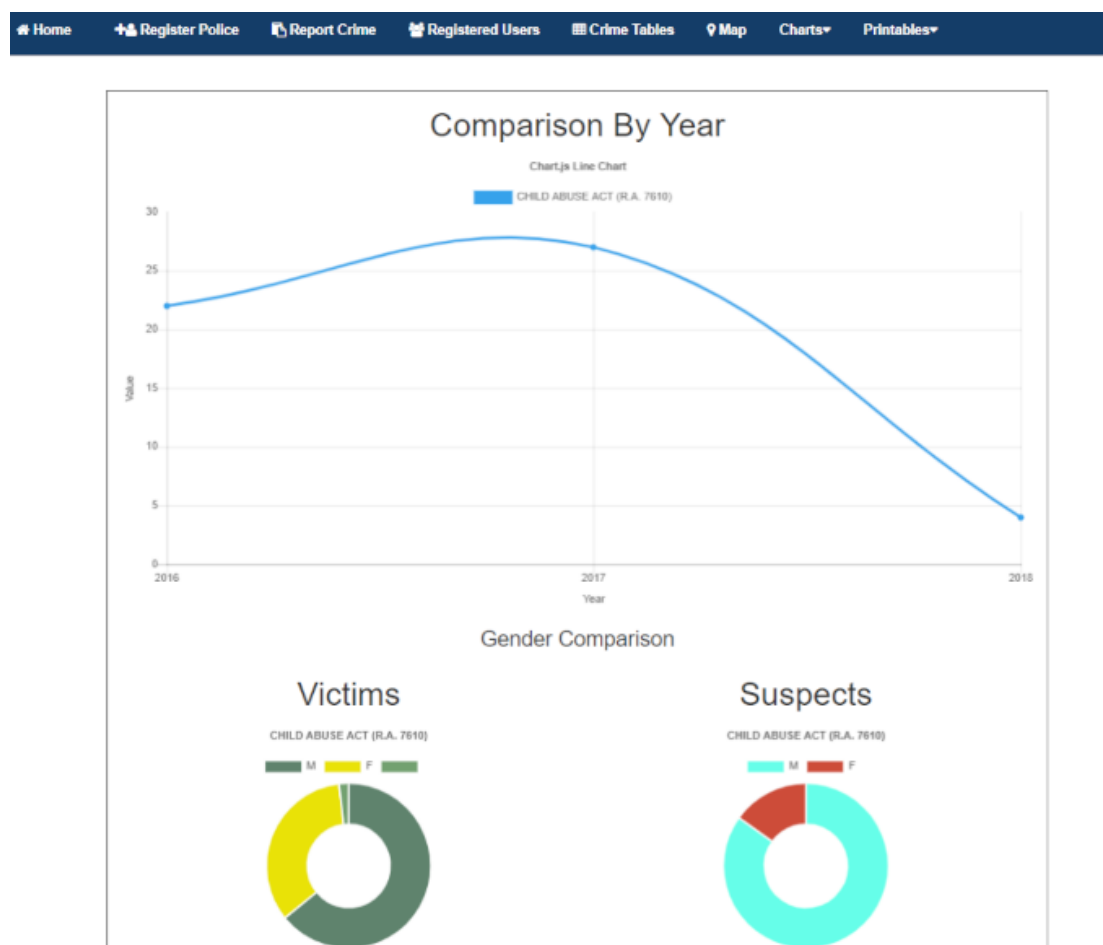 Home Register Police Report Crime Registered Users Crime Tables Map Charts Printables
Comparison By Year
Chart.js Line Chart
CHILD ABUSE ACT (R.A. 7610)
30
25
20
15
10
5
0
Value
2016 2017 2018
Year
Gender Comparison
Victims Suspects
CHILD ABUSE ACT (R.A. 7610) CHILD ABUSE ACT (R.A. 7610)
M F M F